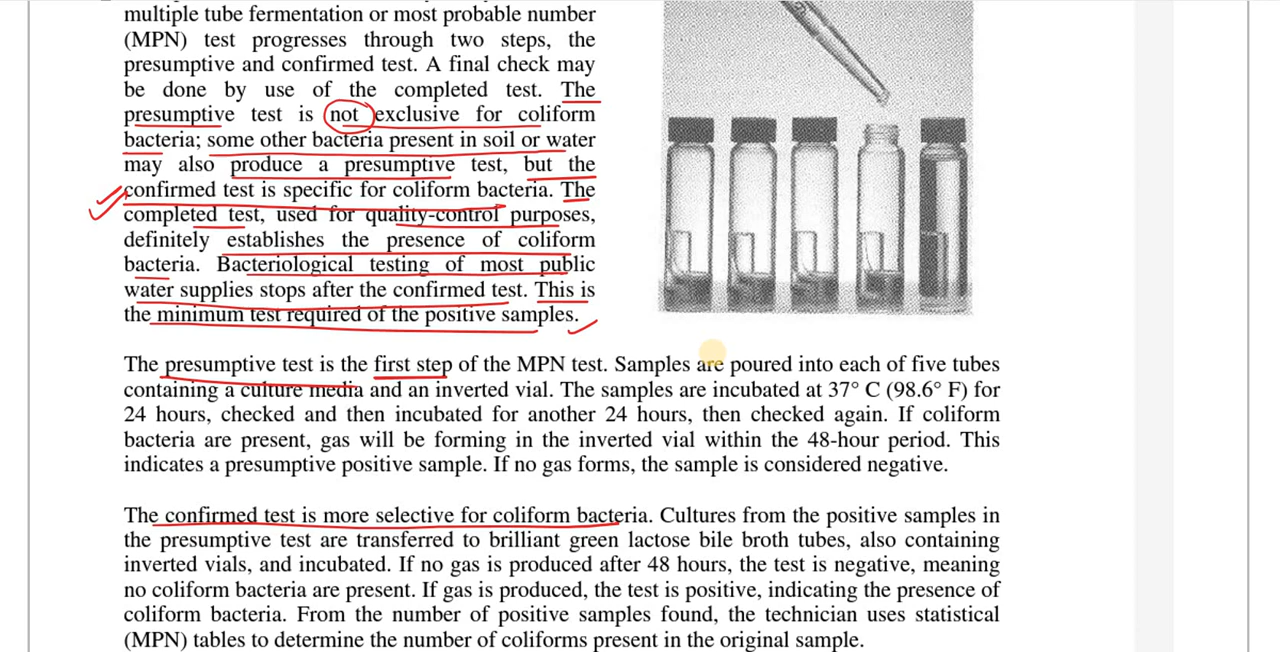 multiple tube fermentation or most probable number
(MPN) test progresses through two steps, the
presumptive and confirmed test. A final check may
be done by use of the completed test. The
presumptive test is not exclusive for coliform
bacteria; some other bacteria present in soil or water
may also produce a presumptive test, but the
confirmed test is specific for coliform bacteria. The
completed test, used for quality-control purposes,
definitely establishes the presence of coliform
bacteria. Bacteriological testing of most public
water supplies stops after the confirmed test. This is
the minimum test required of the positive samples.
The presumptive test is the first step of the MPN test. Samples are poured into each of five tubes
containing a culture media and an inverted vial. The samples are incubated at 37° C (98.6° F) for
24 hours, checked and then incubated for another 24 hours, then checked again. If coliform
bacteria are present, gas will be forming in the inverted vial within the 48-hour period. This
indicates a presumptive positive sample. If no gas forms, the sample is considered negative.
The confirmed test is more selective for coliform bacteria. Cultures from the positive samples in
the presumptive test are transferred to brilliant green lactose bile broth tubes, also containing
inverted vials, and incubated. If no gas is produced after 48 hours, the test is negative, meaning
no coliform bacteria are present. If gas is produced, the test is positive, indicating the presence of
coliform bacteria. From the number of positive samples found, the technician uses statistical
(MPN) tables to determine the number of coliforms present in the original sample.